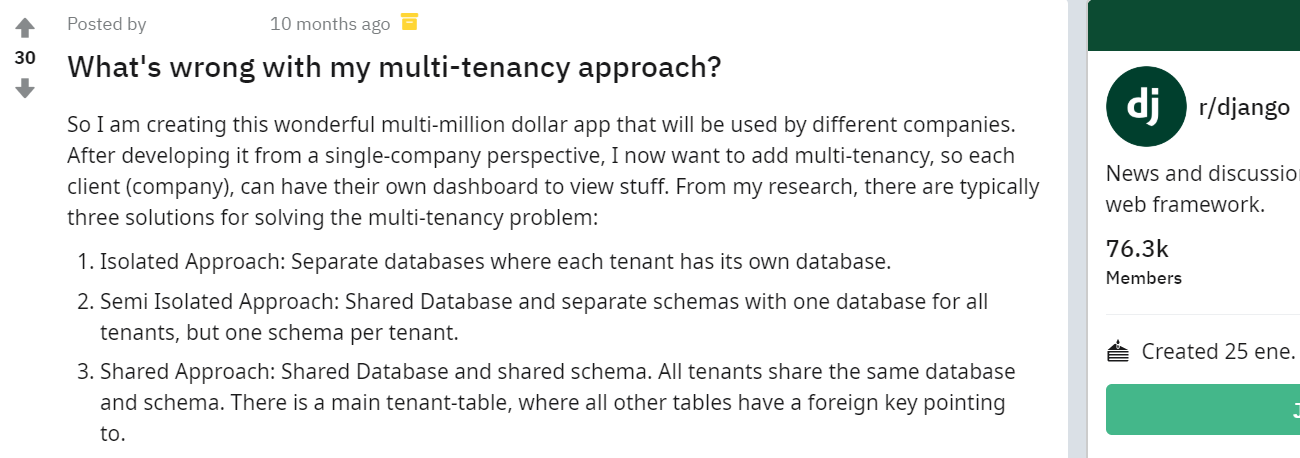 Posted by 10 months ago
30
What's wrong with my multi-tenancy approach?
So I am creating this wonderful multi-million dollar app that will be used by different companies.
After developing it from a single-company perspective, I now want to add multi-tenancy, so each
client (company), can have their own dashboard to view stuff. From my research, there are typically
three solutions for solving the multi-tenancy problem:
1. Isolated Approach: Separate databases where each tenant has its own database.
2. Semi Isolated Approach: Shared Database and separate schemas with one database for all
tenants, but one schema per tenant.
3. Shared Approach: Shared Database and shared schema. All tenants share the same database
and schema. There is a main tenant-table, where all other tables have a foreign key pointing
to.
dj
r/django
News and discussio
web framework.
76.3k
Members
Created 25 ene.